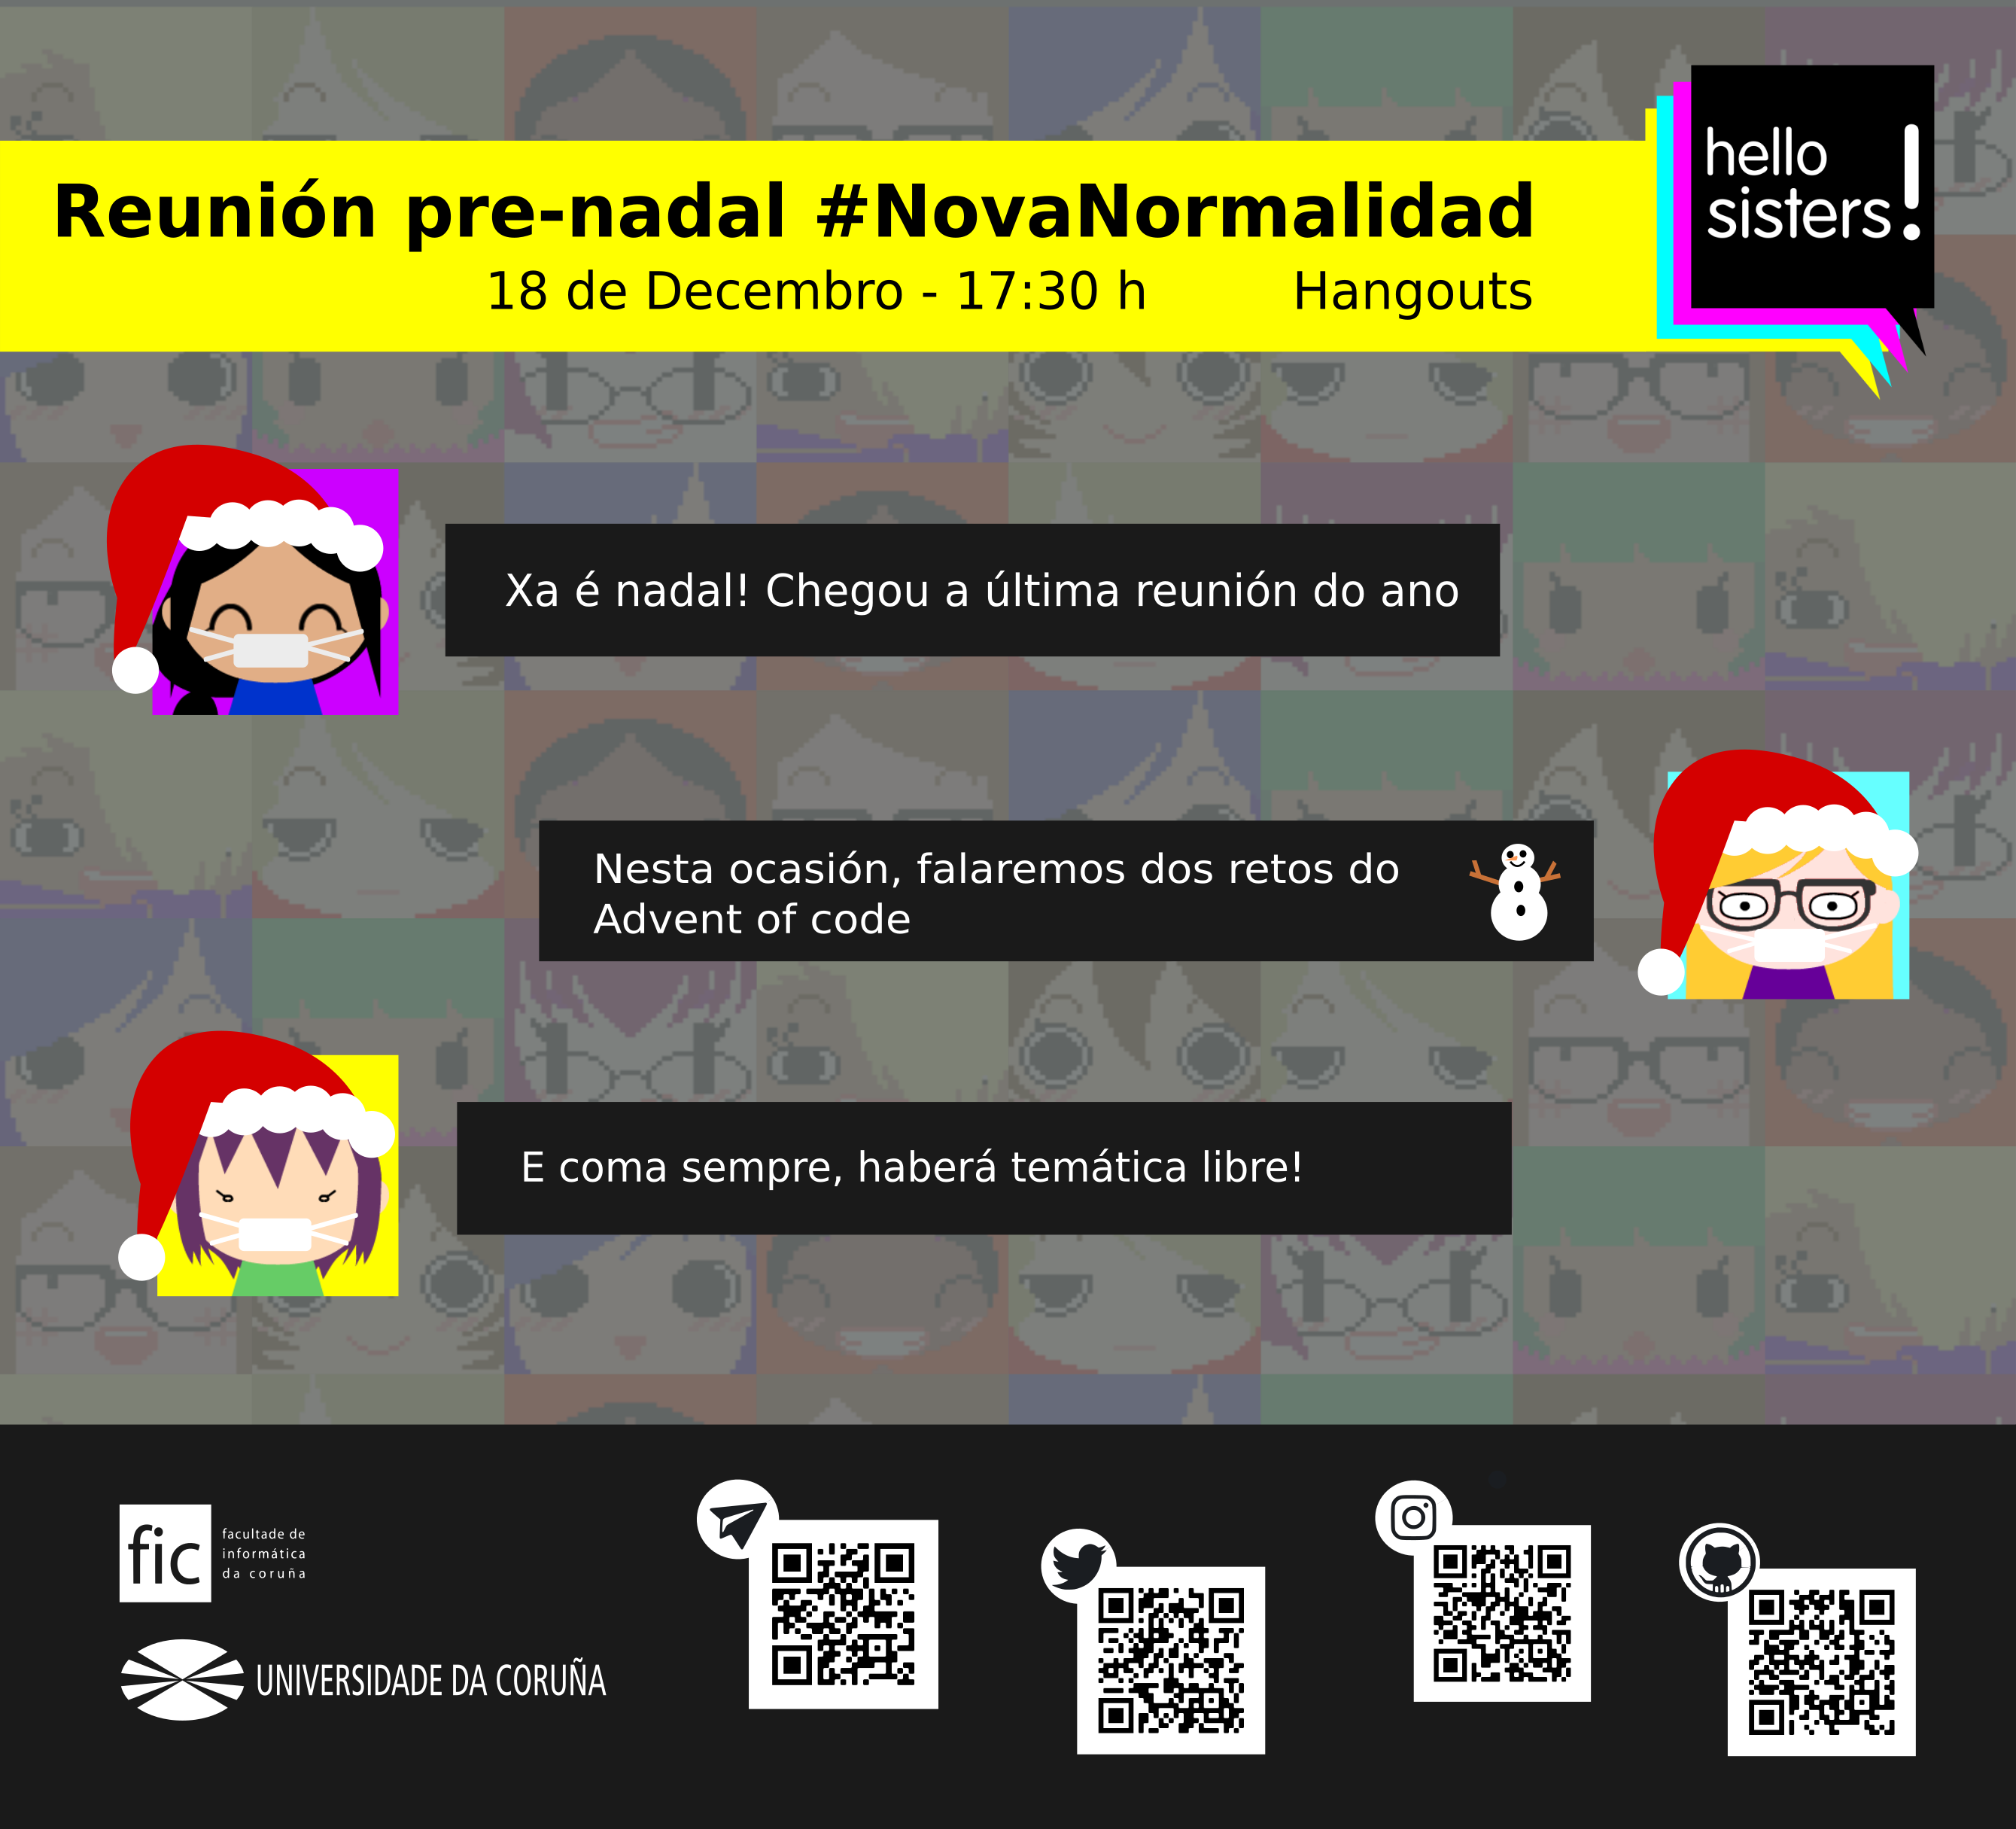 hello
sisters!
Reunión pre-nadal #NovaNormalidad
18 de Decembro - 17:30 h Hangouts
Xa é nadal! Chegou a última reunión do ano
Nesta ocasión, falaremos dos retos do
Advent of code
E coma sempre, haberá temática libre!
fic
facultade de
informática
da coruña
UNIVERSIDADE DA CORUÑA